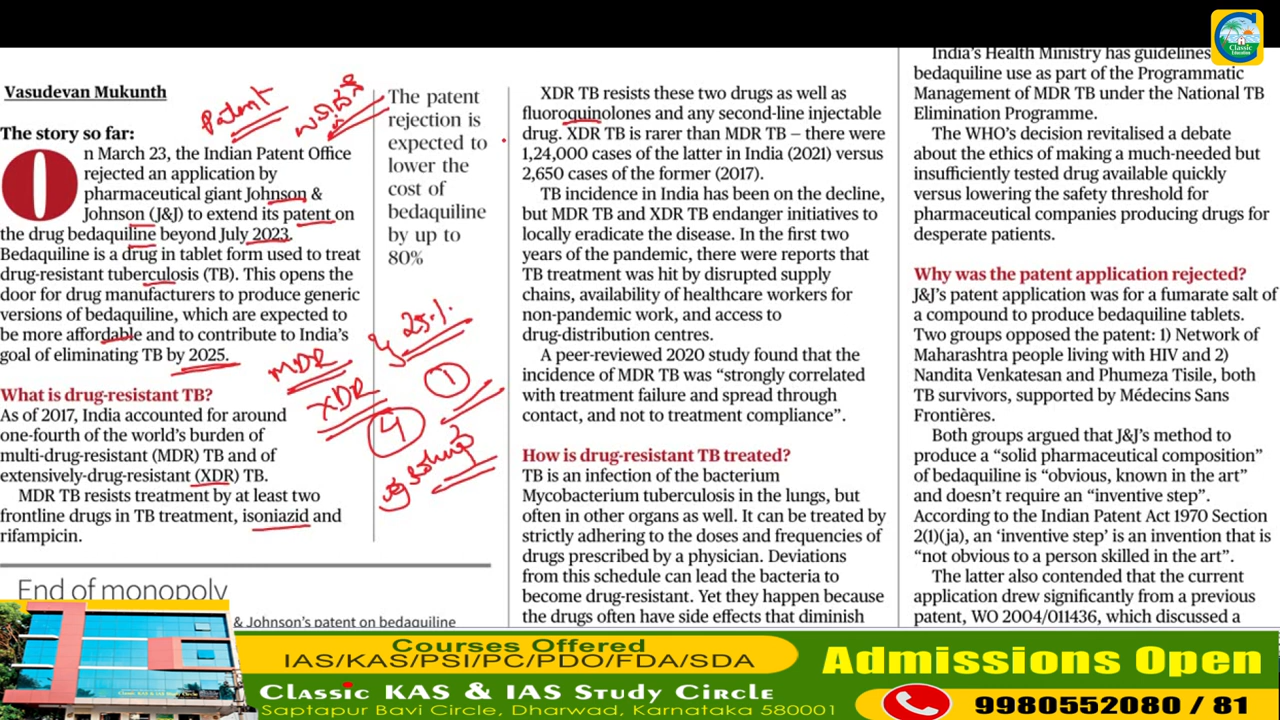 Vasudevan Mukunth
Patent
The story so far:
On March 23, the Indian Patent Office
rejected an application by
pharmaceutical giant Johnson &
Johnson (J&J) to extend its patent on
the drug bedaquiline beyond July 2023.
Bedaquiline is a drug in tablet form used to treat
drug-resistant tuberculosis (TB). This opens the
door for drug manufacturers to produce generic
versions of bedaquiline, which are expected to
be more affordable and to contribute to India's
goal of eliminating TB by 2025.
What is drug-resistant TB?
As of 2017, India accounted for around
one-fourth of the world's burden of
multi-drug-resistant (MDR) TB and of
extensively-drug-resistant (XDR) TB.
MDR TB resists treatment by at least two
frontline drugs in TB treatment, isoniazid and
rifampicin.
MDR
XDR
25%
1
4
End of monopoly
& Johnson's patent on bedaquiline
The patent
rejection is
expected to
lower the
cost of
bedaquiline
by up to
80%
XDR TB resists these two drugs as well as
fluoroquinolones and any second-line injectable
drug. XDR TB is rarer than MDR TB – there were
1,24,000 cases of the latter in India (2021) versus
2,650 cases of the former (2017).
TB incidence in India has been on the decline,
but MDR TB and XDR TB endanger initiatives to
locally eradicate the disease. In the first two
years of the pandemic, there were reports that
TB treatment was hit by disrupted supply
chains, availability of healthcare workers for
non-pandemic work, and access to
drug-distribution centres.
A peer-reviewed 2020 study found that the
incidence of MDR TB was “strongly correlated
with treatment failure and spread through
contact, and not to treatment compliance”.
How is drug-resistant TB treated?
TB is an infection of the bacterium
Mycobacterium tuberculosis in the lungs, but
often in other organs as well. It can be treated by
strictly adhering to the doses and frequencies of
drugs prescribed by a physician. Deviations
from this schedule can lead the bacteria to
become drug-resistant. Yet they happen because
the drugs often have side effects that diminish
India's Health Ministry has guidelines
bedaquiline use as part of the Programmatic
Management of MDR TB under the National TB
Elimination Programme.
The WHO's decision revitalised a debate
about the ethics of making a much-needed but
insufficiently tested drug available quickly
versus lowering the safety threshold for
pharmaceutical companies producing drugs for
desperate patients.
Why was the patent application rejected?
J&J's patent application was for a fumarate salt of
a compound to produce bedaquiline tablets.
Two groups opposed the patent: 1) Network of
Maharashtra people living with HIV and 2)
Nandita Venkatesan and Phumeza Tisile, both
TB survivors, supported by Médecins Sans
Frontières.
Both groups argued that J&J's method to
produce a “solid pharmaceutical composition”
of bedaquiline is “obvious, known in the art”
and doesn't require an “inventive step”.
According to the Indian Patent Act 1970 Section
2(1)(ja), an ‘inventive step’ is an invention that is
“not obvious to a person skilled in the art”.
The latter also contended that the current
application drew significantly from a previous
patent, WO 2004/011436, which discussed a
Classic
Education
Courses Offered
IAS/KAS/PSI/PC/PDO/FDA/SDA
Classic KAS & IAS Study Circle
Saptapur Bavi Circle, Dharwad, Karnataka 580001
Admissions Open
9980552080 / 81